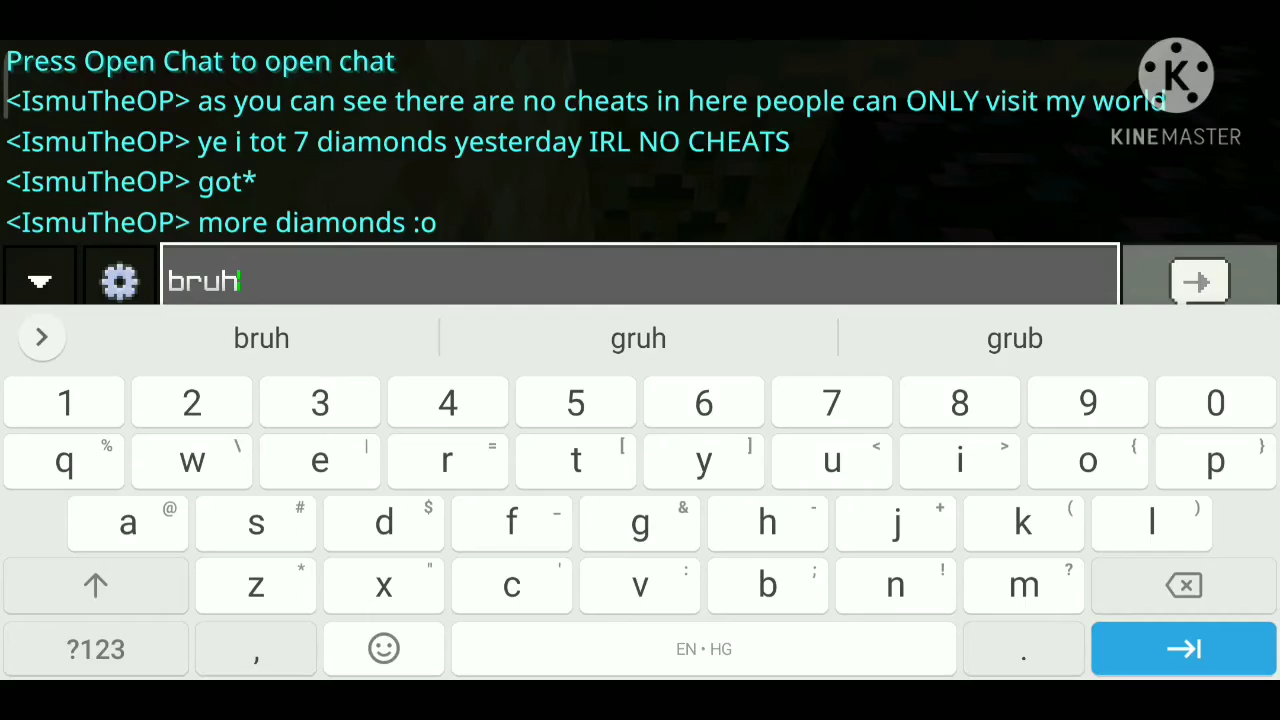 Press Open Chat to open chat
<IsmuTheOP> as you can see there are no cheats in here people can ONLY visit my world
<IsmuTheOP> ye i tot 7 diamonds yesterday IRL NO CHEATS
<IsmuTheOP> got*
<IsmuTheOP> more diamonds :o
K
KINEMASTER
bruh
bruh gruh grub
1 2 3 4 5 6 7 8 9 0
% \ | = [ ] < > { }
q w e r t y u i o p
@ # $ _ & - + ( )
a s d f g h j k l
* " ' : ; ! ?
z x c v b n m
?123 , EN • HG .